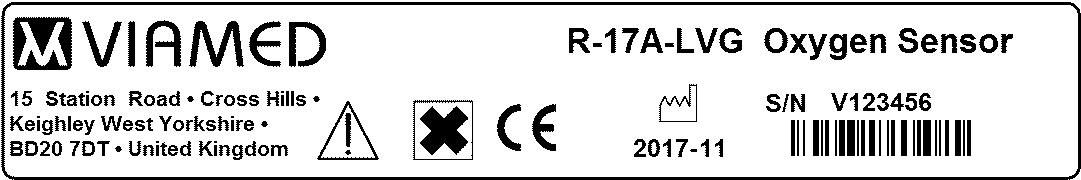 VIAMED
R-17A-LVG Oxygen Sensor
15 Station Road • Cross Hills •
Keighley West Yorkshire •
BD20 7DT • United Kingdom
CE
2017-11
S/N V123456